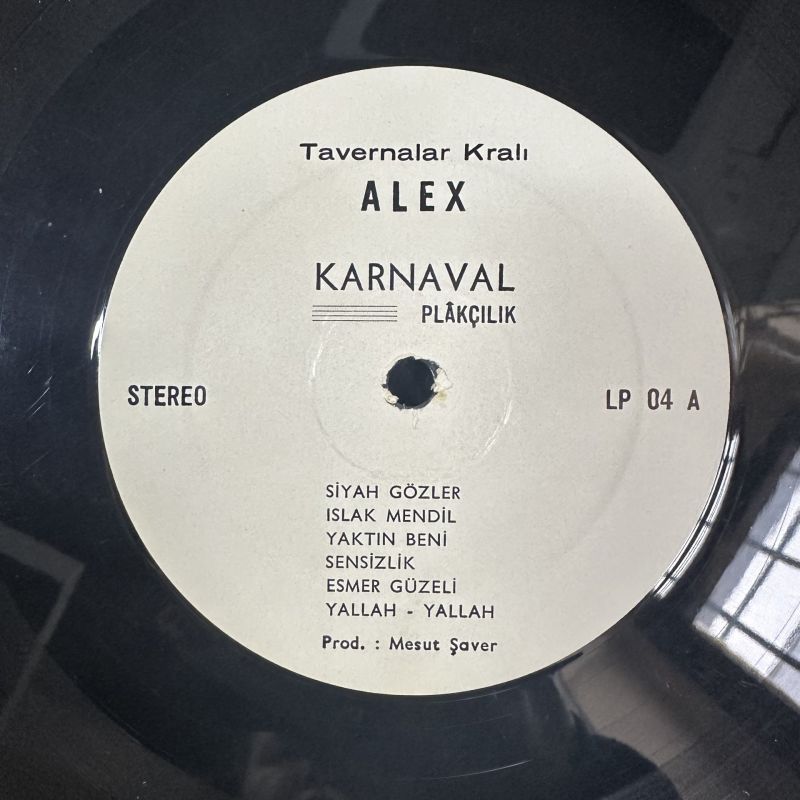 Tavernalar Kralı
ALEX
KARNAVAL
PLÂKÇILIK
STEREO
LP 04 A
SİYAH GÖZLER
ISLAK MENDİL
YAKTIN BENİ
SENSİZLİK
ESMER GÜZELİ
YALLAH - YALLAH
Prod. : Mesut Şaver